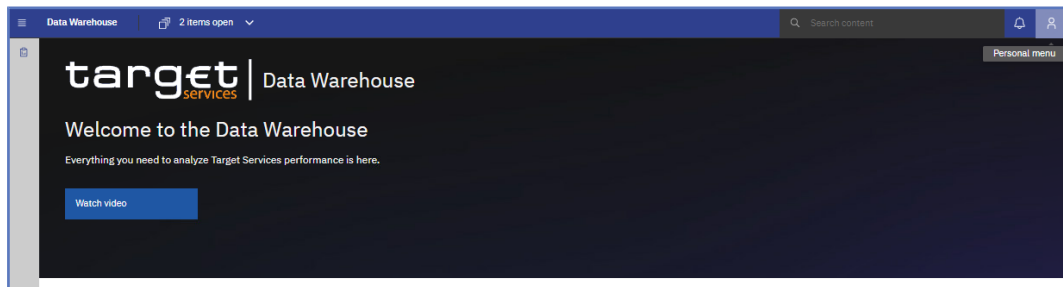 Data Warehouse
2 items open
Search content
Personal menu
target
services
Data Warehouse
Welcome to the Data Warehouse
Everything you need to analyze Target Services performance is here.
Watch video